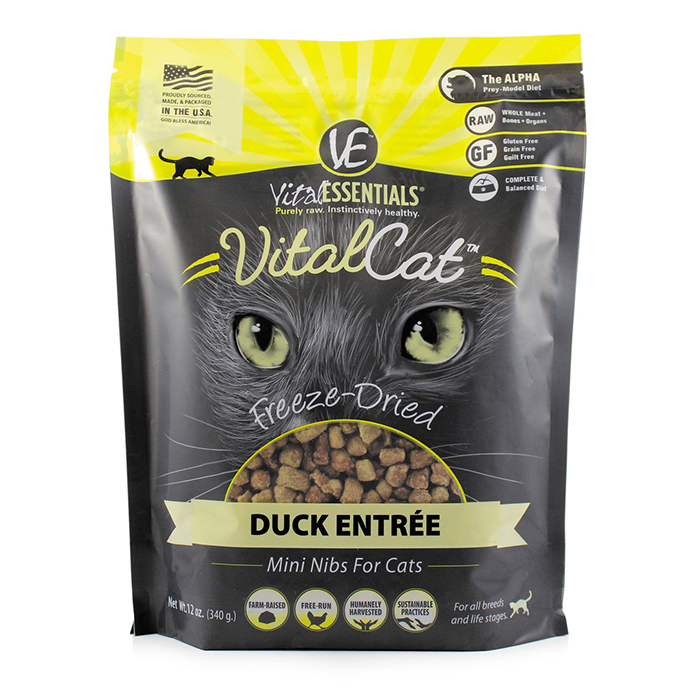 PROUDLY SOURCED,
MADE, & PACKAGED
IN THE U.S.A.
GOD BLESS AMERICA!
The ALPHA
Prey-Model Diet
RAW
WHOLE Meat +
Bones + Organs
GF
Gluten Free
Grain Free
Guilt Free
COMPLETE &
Balanced Diet
VE™
Vital ESSENTIALS®
Purely raw. Instinctively healthy.
VitalCat™
Freeze-Dried
DUCK ENTRÉE
Mini Nibs For Cats
Net Wt.12 oz. (340 g.)
FARM-RAISED
FREE-RUN
HUMANELY
HARVESTED
SUSTAINABLE
PRACTICES
For all breeds
and life stages.